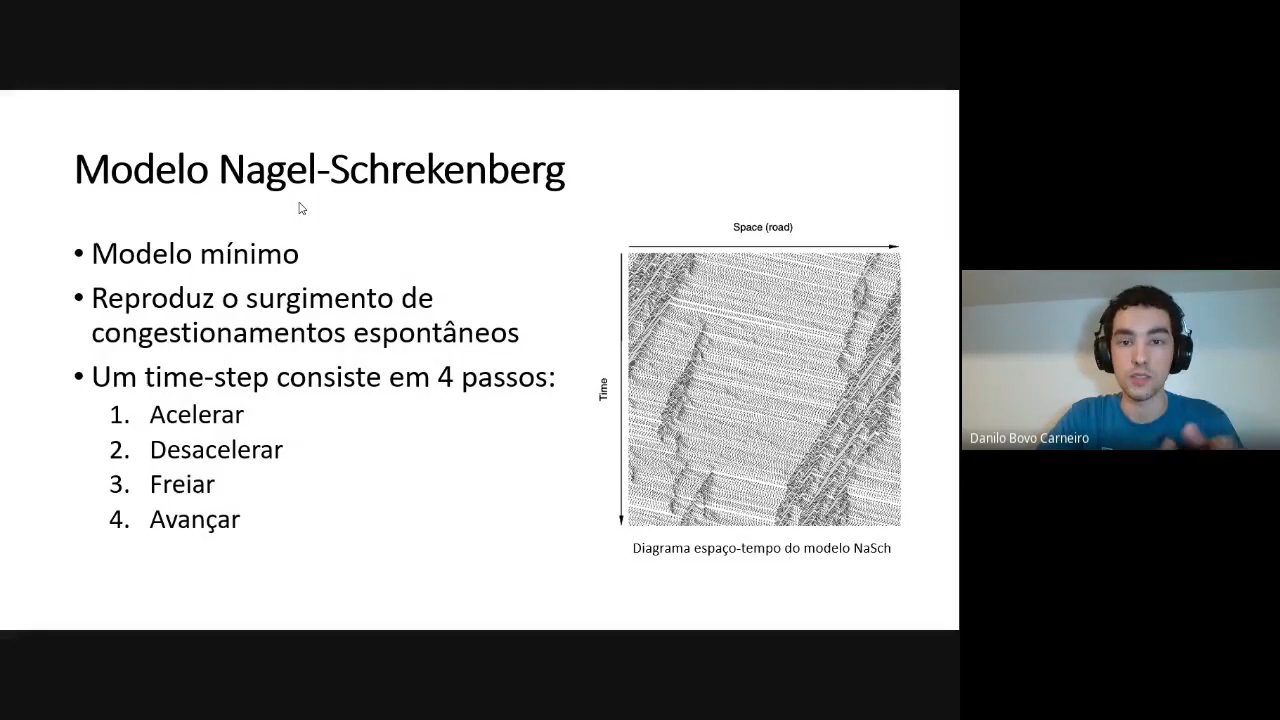 Modelo Nagel-Schrekenberg
• Modelo mínimo
• Reproduz o surgimento de
congestionamentos espontâneos
• Um time-step consiste em 4 passos:
1. Acelerar
2. Desacelerar
3. Freiar
4. Avançar
Space (road)
Time
Diagrama espaço-tempo do modelo NaSch
Danilo Bovo Carneiro